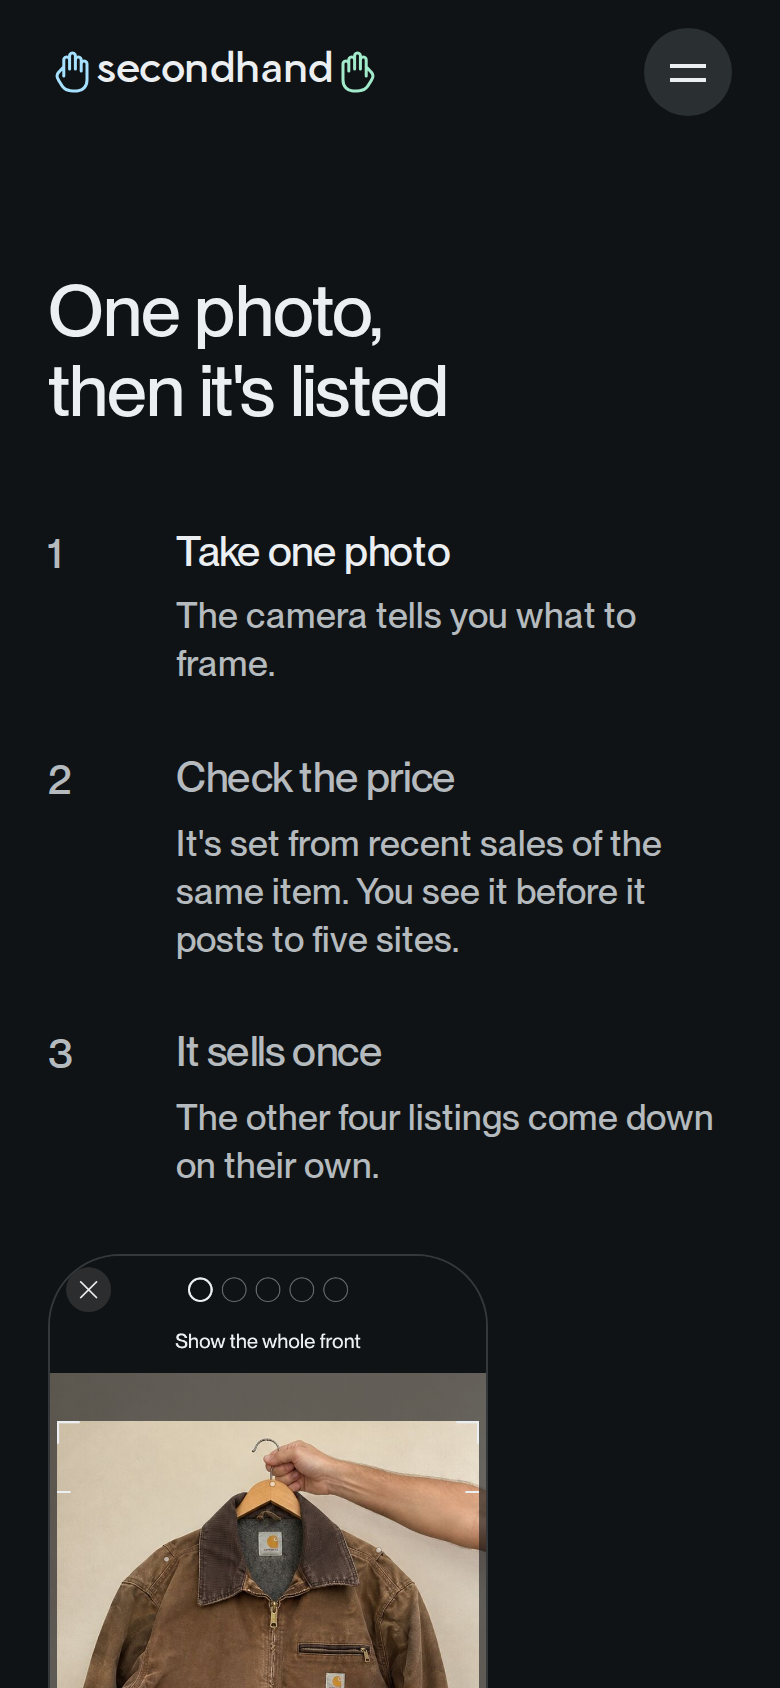 secondhand
One photo,
then it's listed
1
Take one photo
The camera tells you what to
frame.
2
Check the price
It's set from recent sales of the
same item. You see it before it
posts to five sites.
3
It sells once
The other four listings come down
on their own.
Show the whole front